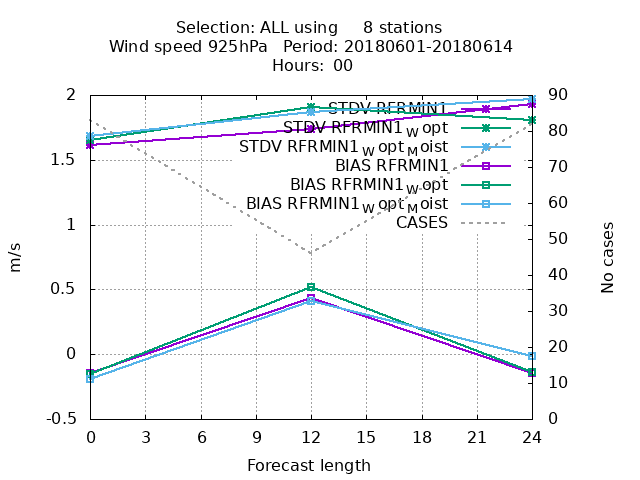 Selection: ALL using 8 stations
Wind speed 925hPa Period: 20180601-20180614
Hours: 00
STDV RFRMIN1
STDV RFRMIN1W opt
STDV RFRMIN1W optM oist
BIAS RFRMIN1
BIAS RFRMIN1W opt
BIAS RFRMIN1W optM oist
CASES
2
1.5
1
0.5
0
-0.5
m/s
90
80
70
60
50
40
30
20
10
0
No cases
0 3 6 9 12 15 18 21 24
Forecast length